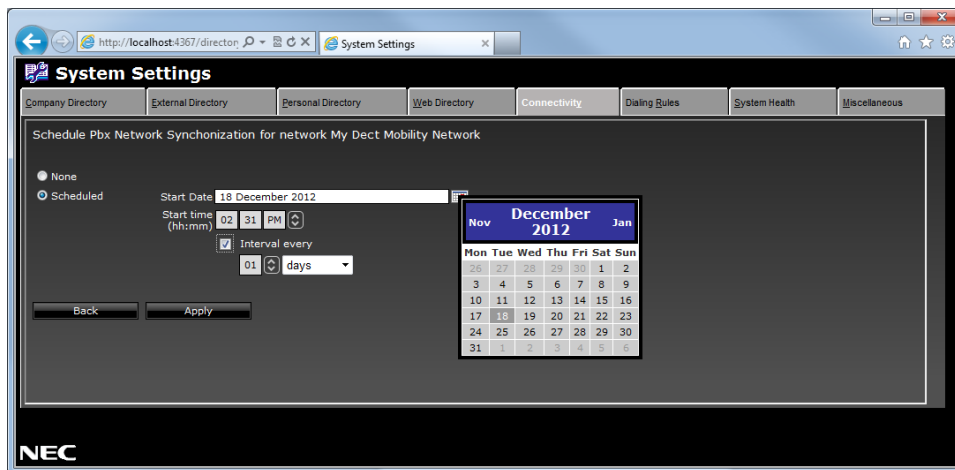 http://localhost:4367/director
System Settings
System Settings
Company Directory External Directory Personal Directory Web Directory Connectivity Dialing Rules System Health Miscellaneous
Schedule Pbx Network Synchonization for network My Dect Mobility Network
None
Scheduled
Start Date 18 December 2012
Start time (hh:mm) 02 31 PM
Interval every
01 days
Back Apply
Nov December 2012 Jan
Mon Tue Wed Thu Fri Sat Sun
26 27 28 29 30 1 2
3 4 5 6 7 8 9
10 11 12 13 14 15 16
17 18 19 20 21 22 23
24 25 26 27 28 29 30
31 1 2 3 4 5 6
NEC